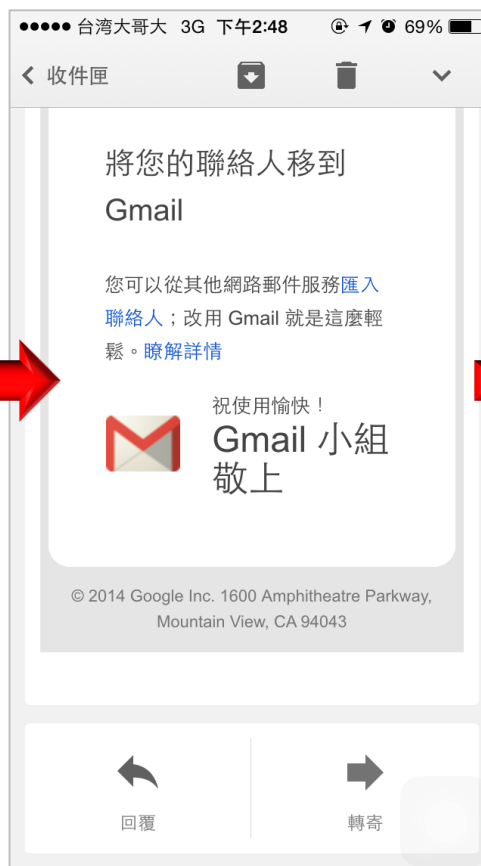 台湾大哥大 3G 下午2:48 69%
收件匣
將您的聯絡人移到
Gmail
您可以從其他網路郵件服務匯入
聯絡人；改用 Gmail 就是這麼輕
鬆。瞭解詳情
祝使用愉快！
Gmail 小組
敬上
© 2014 Google Inc. 1600 Amphitheatre Parkway,
Mountain View, CA 94043
回覆 轉寄